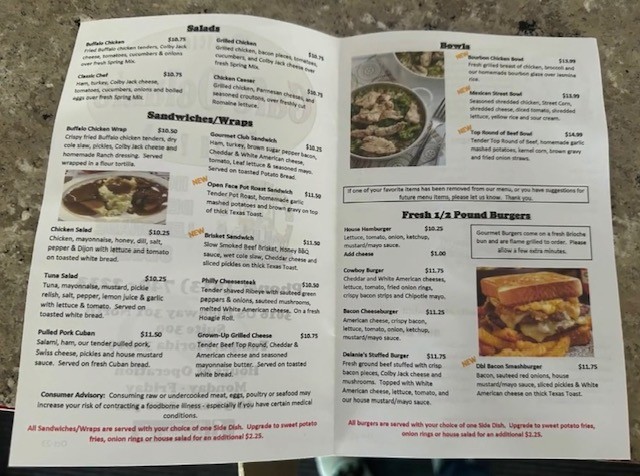 Salads
Buffalo Chicken $10.75
Fried Buffalo chicken tenders, Colby Jack
cheese, tomatoes, cucumbers & onions
over fresh Spring Mix.
Classic Chef $10.75
Ham, turkey, Colby Jack cheese,
tomatoes, cucumbers, onions and boiled
eggs over fresh Spring Mix.
Grilled Chicken $10.75
Grilled chicken, bacon pieces, tomatoes,
cucumbers, and Colby Jack cheese over
fresh Spring Mix.
Chicken Caesar $10.75
Grilled chicken, Parmesan cheese, and
seasoned croutons, over freshly cut
Romaine lettuce.
Sandwiches/Wraps
Buffalo Chicken Wrap $10.50
Crispy fried Buffalo chicken tenders, dry
cole slaw, pickles, Colby Jack cheese and
homemade Ranch dressing. Served
wrapped in a flour tortilla.
Chicken Salad $10.25
Chicken, mayonnaise, honey, dill, salt,
pepper & Dijon with lettuce and tomato
on toasted white bread.
Tuna Salad $10.25
Tuna, mayonnaise, mustard, pickle
relish, salt, pepper, lemon juice & garlic
with lettuce & tomato. Served on
toasted white bread.
Pulled Pork Cuban $11.50
Salami, ham, our tender pulled pork,
Swiss cheese, pickles and house mustard
sauce. Served on fresh Cuban bread.
Gourmet Club Sandwich $10.25
Ham, turkey, brown sugar pepper bacon,
Cheddar & White American cheese,
tomato, Leaf lettuce & seasoned mayo.
Served on toasted Potato Bread.
NEW
Open Face Pot Roast Sandwich $11.50
Tender Pot Roast, homemade garlic
mashed potatoes and brown gravy on top
of thick Texas Toast.
NEW
Brisket Sandwich $11.50
Slow Smoked Beef Brisket, Honey BBQ
sauce, wet cole slaw, Cheddar cheese and
sliced pickles on thick Texas Toast.
Philly Cheesesteak $10.50
Tender shaved Ribeye with sauteed green
peppers & onions, sauteed mushrooms,
melted White American cheese. On a fresh
Hoagie Roll.
Grown-Up Grilled Cheese $10.75
Tender Beef Top Round, Cheddar &
American cheese and seasoned
mayonnaise butter. Served on toasted
white bread.
Consumer Advisory: Consuming raw or undercooked meat, eggs, poultry or seafood may
increase your risk of contracting a foodborne illness - especially if you have certain medical
conditions.
All Sandwiches/Wraps are served with your choice of one Side Dish. Upgrade to sweet potato
fries, onion rings or house salad for an additional $2.25.
Bowls
NEW
Bourbon Chicken Bowl $13.99
Fresh grilled breast of chicken, broccoli and
our homemade bourbon glaze over Jasmine
rice.
NEW
Mexican Street Bowl $13.99
Seasoned shredded chicken, Street Corn,
shredded cheese, diced tomato, shredded
lettuce, yellow rice and sour cream.
NEW
Top Round of Beef Bowl $14.99
Tender Top Round of Beef, homemade garlic
mashed potatoes, kernel corn, brown gravy
and fried onion straws.
If one of your favorite items has been removed from our menu, or you have suggestions for
future menu items, please let us know. Thank you.
Fresh 1/2 Pound Burgers
House Hamburger $10.25
Lettuce, tomato, onion, ketchup,
mustard/mayo sauce.
Add cheese $1.00
Cowboy Burger $11.75
Cheddar and White American cheeses,
lettuce, tomato, fried onion rings,
crispy bacon strips and Chipotle mayo.
Bacon Cheeseburger $11.25
American cheese, crispy bacon,
lettuce, tomato, onion, ketchup,
mustard/mayo sauce.
Delanie's Stuffed Burger $11.75
Fresh ground beef stuffed with crisp
bacon pieces, Colby Jack cheese and
mushrooms. Topped with White
American cheese, lettuce, tomato, and
our house mustard/mayo sauce.
Gourmet Burgers come on a fresh Brioche
bun and are flame grilled to order. Please
allow a few extra minutes.
NEW
Dbl Bacon Smashburger $11.75
Bacon, sauteed red onions, house
mustard/mayo sauce, sliced pickles & White
American cheese on thick Texas Toast.
All burgers are served with your choice of one Side Dish. Upgrade to sweet potato
fries, onion rings or house salad for an additional $2.25.